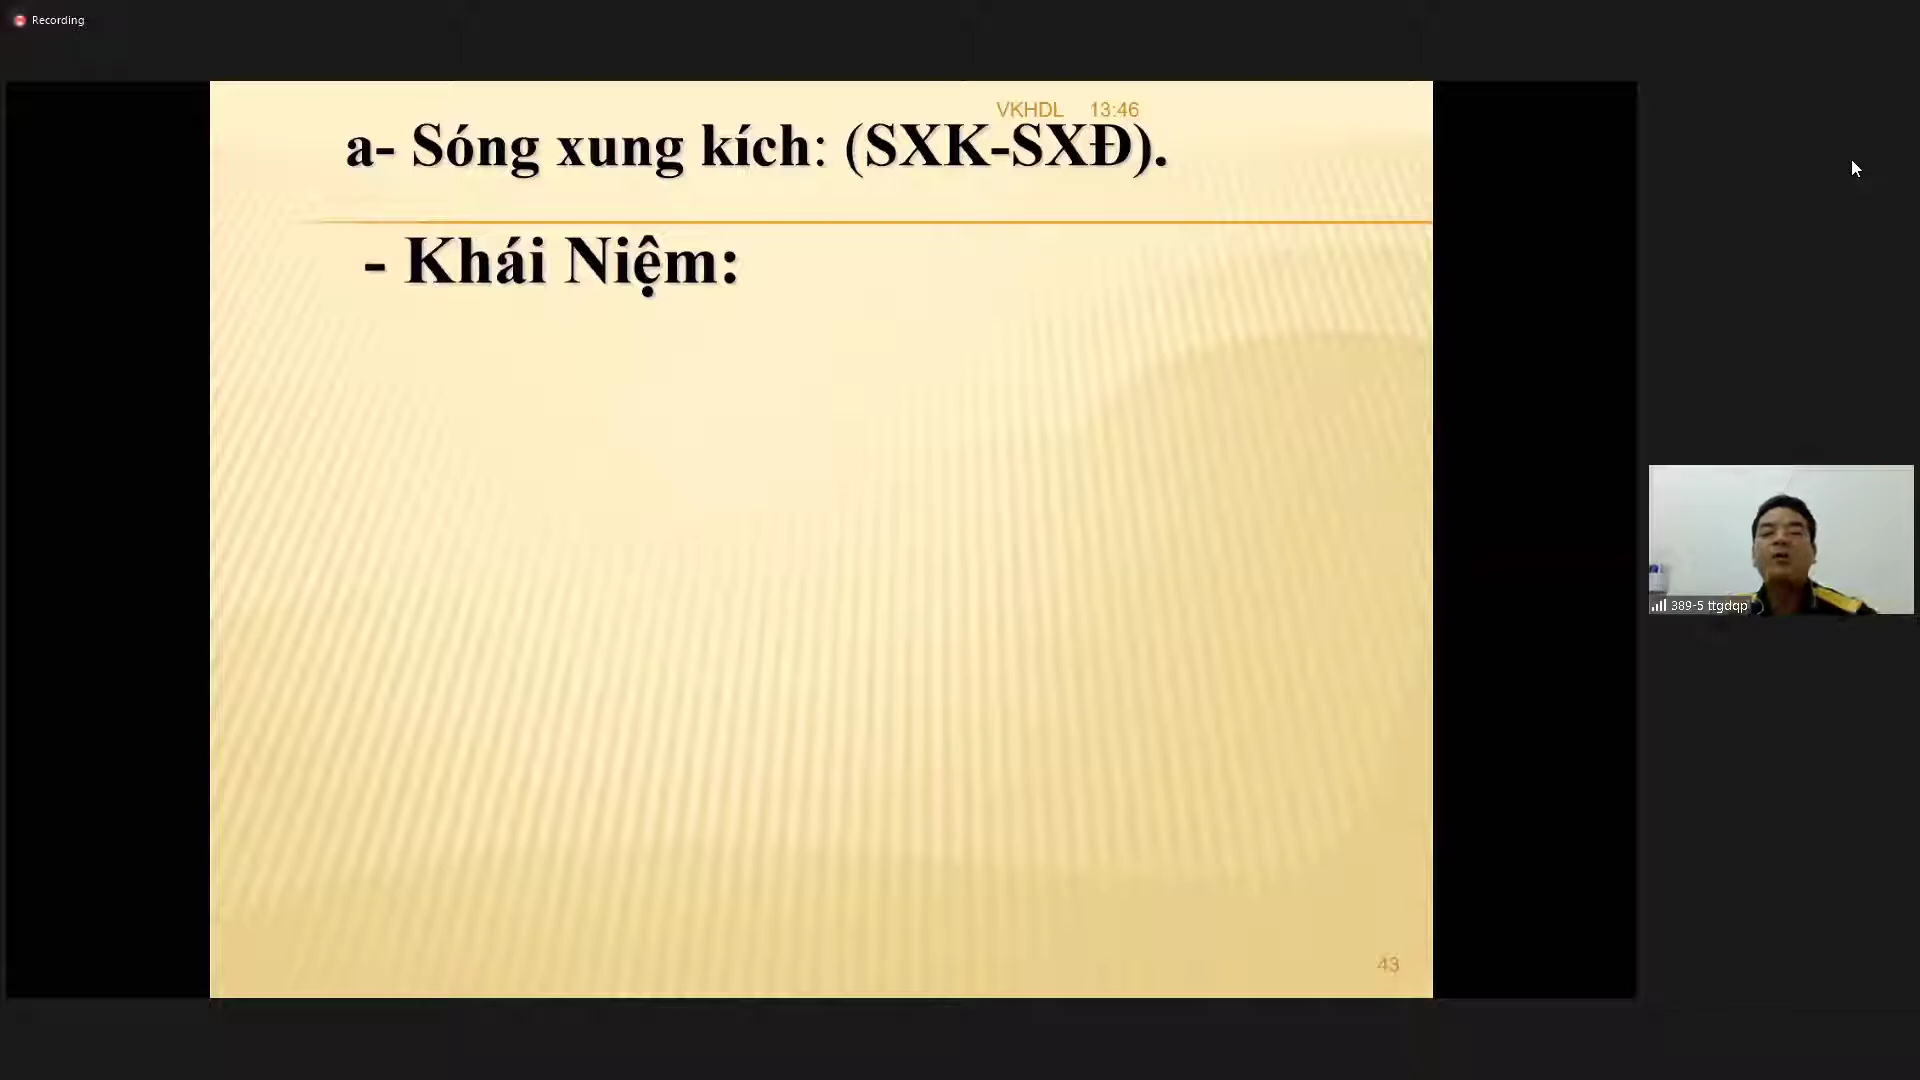 Recording
VKHDL 13:46
a- Sóng xung kích: (SXK-SXĐ).
- Khái Niệm:
389-5 ttgdqp
43